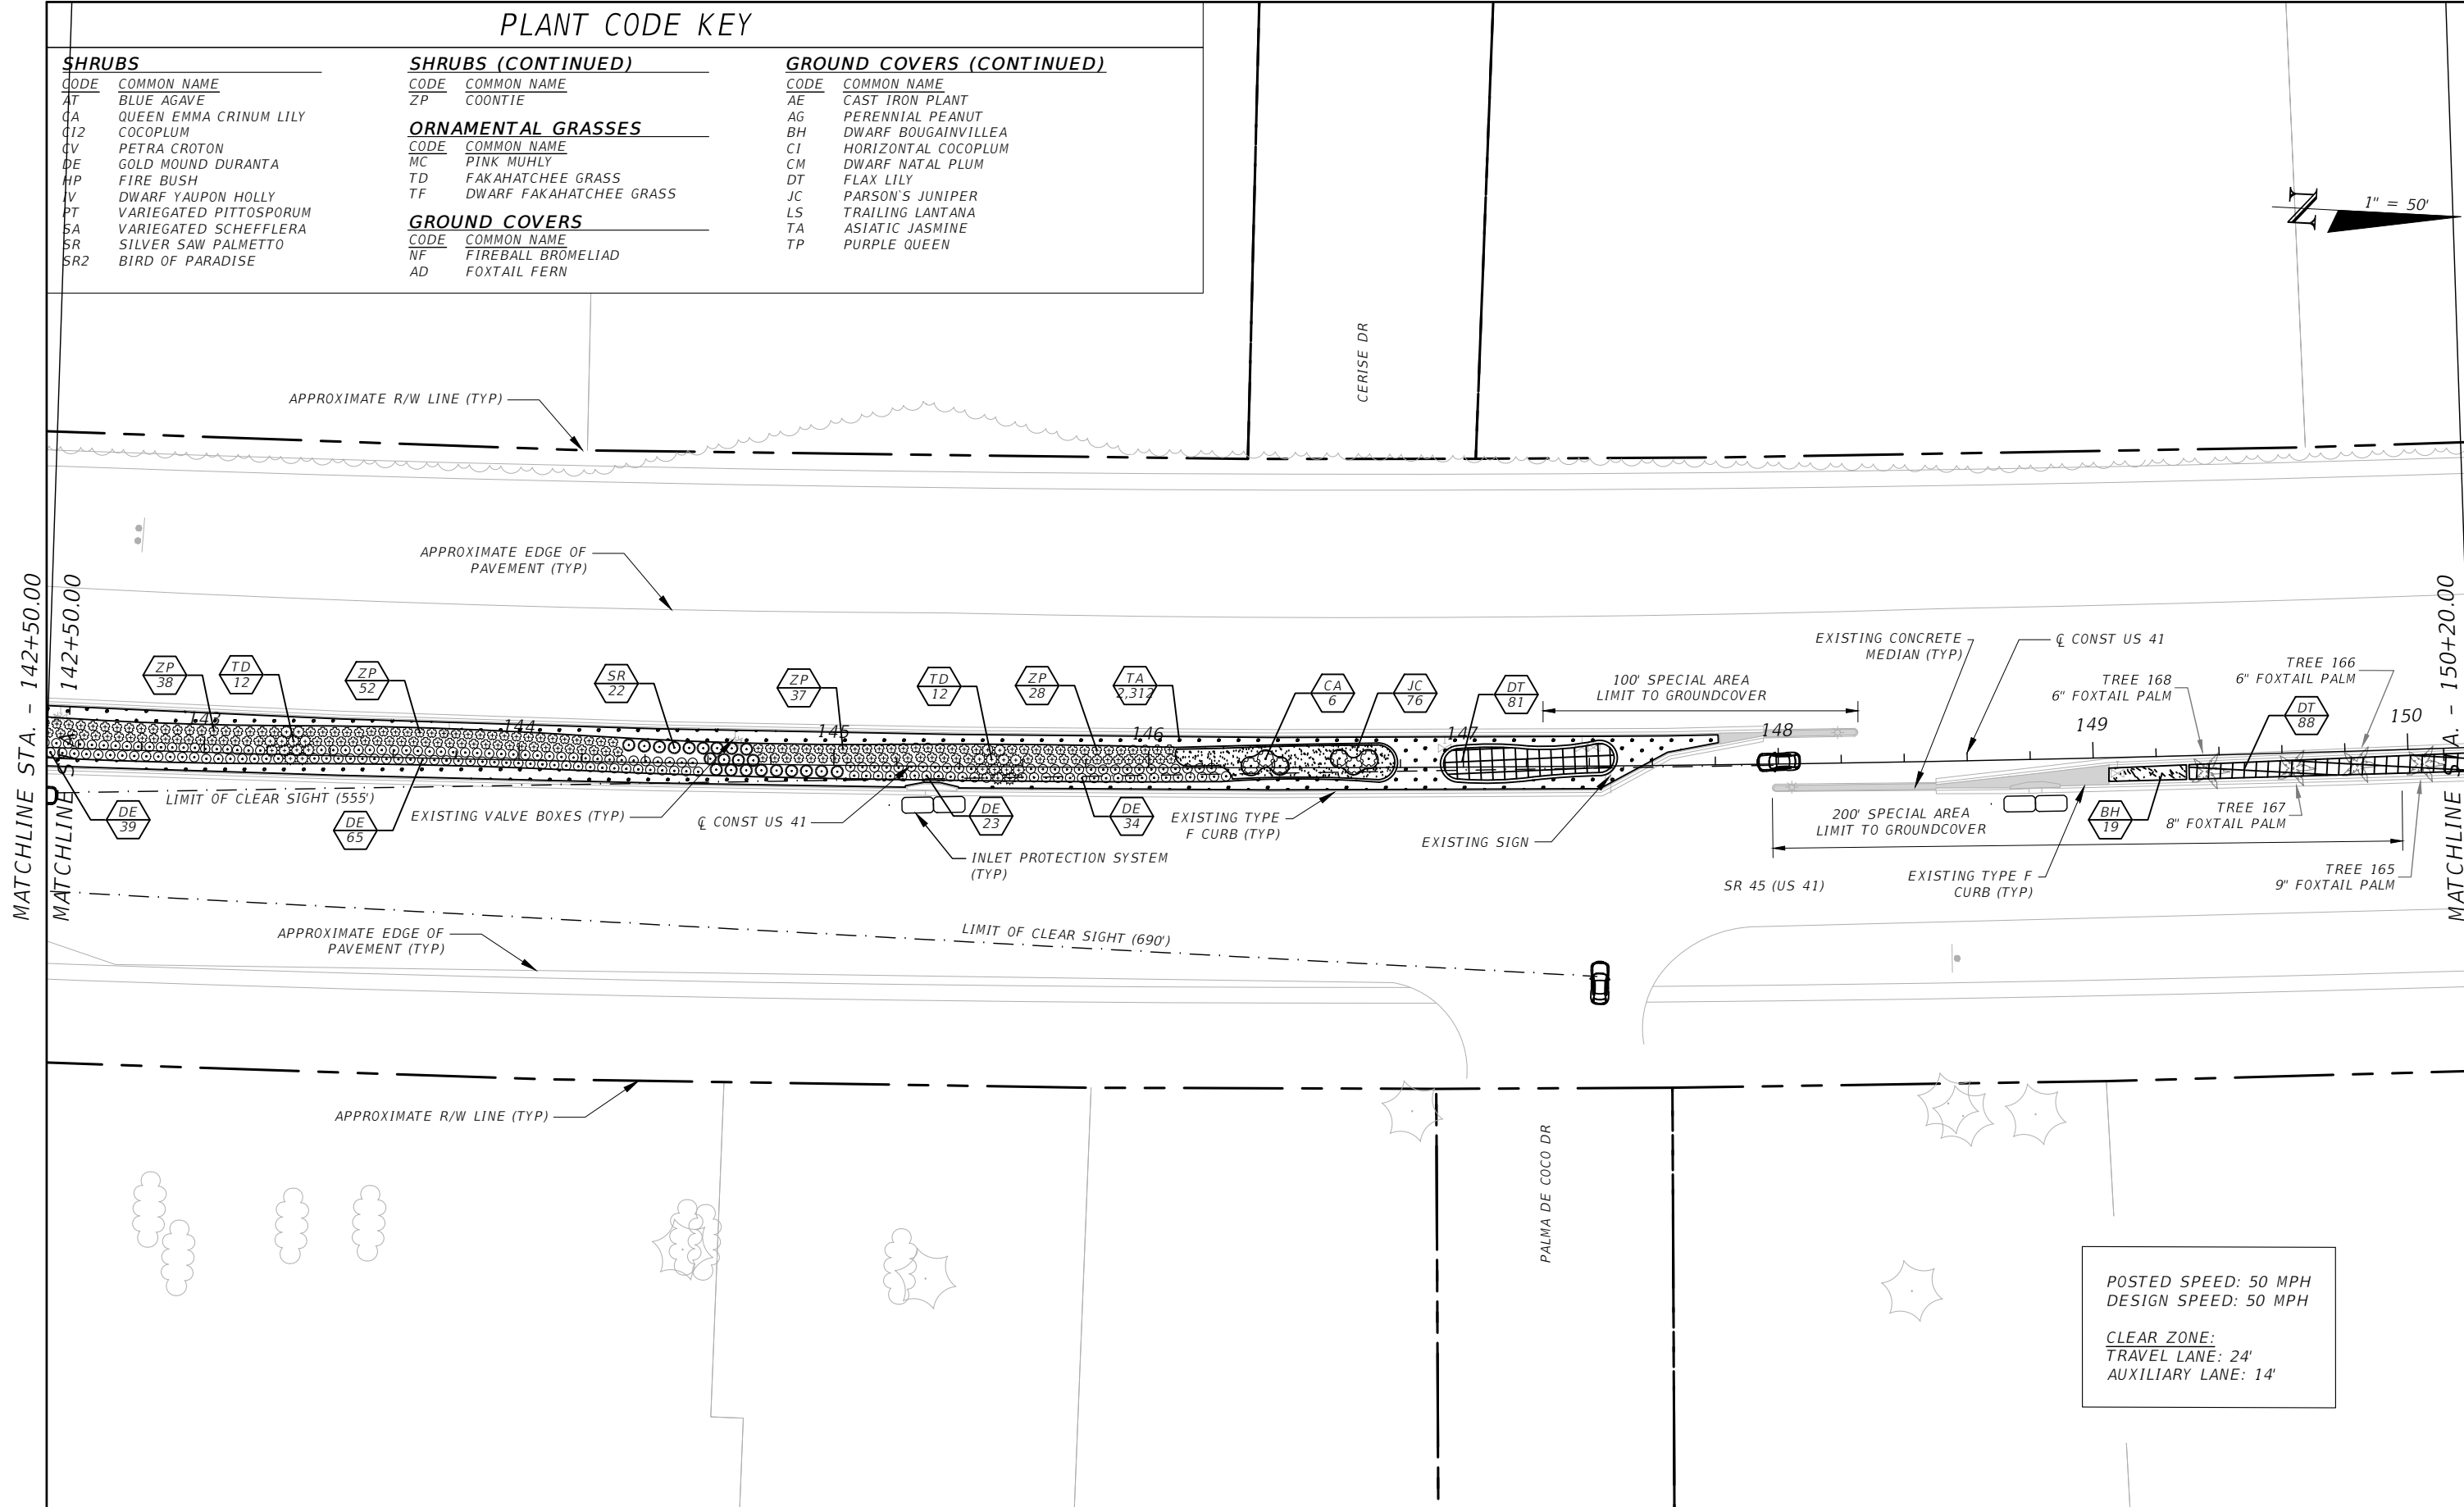 PLANT CODE KEY
SHRUBS
CODE COMMON NAME
AT BLUE AGAVE
CA QUEEN EMMA CRINUM LILY
CI2 COCOPLUM
CV PETRA CROTON
DE GOLD MOUND DURANTA
HP FIRE BUSH
IV DWARF YAUPON HOLLY
PT VARIEGATED PITTOSPORUM
SA VARIEGATED SCHEFFLERA
SR SILVER SAW PALMETTO
SR2 BIRD OF PARADISE
SHRUBS (CONTINUED)
CODE COMMON NAME
ZP COONTIE
ORNAMENTAL GRASSES
CODE COMMON NAME
MC PINK MUHLY
TD FAKAHATCHEE GRASS
TF DWARF FAKAHATCHEE GRASS
GROUND COVERS
CODE COMMON NAME
NF FIREBALL BROMELIAD
AD FOXTAIL FERN
GROUND COVERS (CONTINUED)
CODE COMMON NAME
AE CAST IRON PLANT
AG PERENNIAL PEANUT
BH DWARF BOUGAINVILLEA
CI HORIZONTAL COCOPLUM
CM DWARF NATAL PLUM
DT FLAX LILY
JC PARSON`S JUNIPER
LS TRAILING LANTANA
TA ASIATIC JASMINE
TP PURPLE QUEEN
N
1" = 50'
CERISE DR
APPROXIMATE R/W LINE (TYP)
APPROXIMATE EDGE OF
PAVEMENT (TYP)
MATCHLINE STA. - 142+50.00
MATCHLINE STA. - 142+50.00
ZP
38
TD
12
ZP
52
SR
22
ZP
37
TD
12
ZP
28
TA
2,312
CA
6
JC
76
DT
81
100' SPECIAL AREA
LIMIT TO GROUNDCOVER
EXISTING CONCRETE
MEDIAN (TYP)
℄ CONST US 41
TREE 168
6" FOXTAIL PALM
TREE 166
6" FOXTAIL PALM
DT
88
143
144
145
146
147
148
149
150
MATCHLINE STA. - 150+20.00
LIMIT OF CLEAR SIGHT (555')
DE
39
DE
65
EXISTING VALVE BOXES (TYP)
℄ CONST US 41
DE
23
DE
34
EXISTING TYPE
F CURB (TYP)
INLET PROTECTION SYSTEM
(TYP)
EXISTING SIGN
200' SPECIAL AREA
LIMIT TO GROUNDCOVER
BH
19
TREE 167
8" FOXTAIL PALM
SR 45 (US 41)
EXISTING TYPE F
CURB (TYP)
TREE 165
9" FOXTAIL PALM
APPROXIMATE EDGE OF
PAVEMENT (TYP)
LIMIT OF CLEAR SIGHT (690')
APPROXIMATE R/W LINE (TYP)
PALMA DE COCO DR
POSTED SPEED: 50 MPH
DESIGN SPEED: 50 MPH
CLEAR ZONE:
TRAVEL LANE: 24'
AUXILIARY LANE: 14'